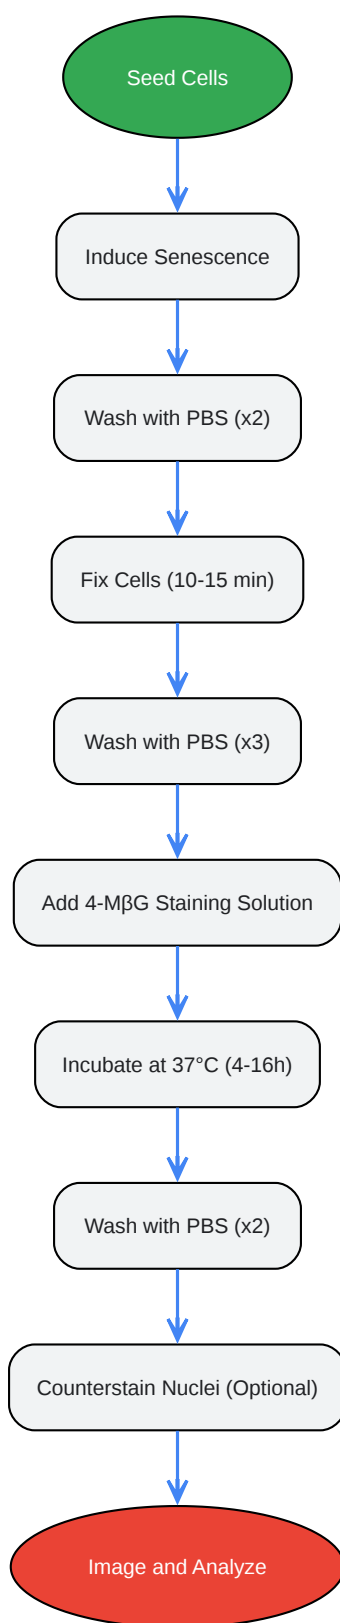 Seed Cells
Induce Senescence
Wash with PBS (x2)
Fix Cells (10-15 min)
Wash with PBS (x3)
Add 4-MβG Staining Solution
Incubate at 37°C (4-16h)
Wash with PBS (x2)
Counterstain Nuclei (Optional)
Image and Analyze